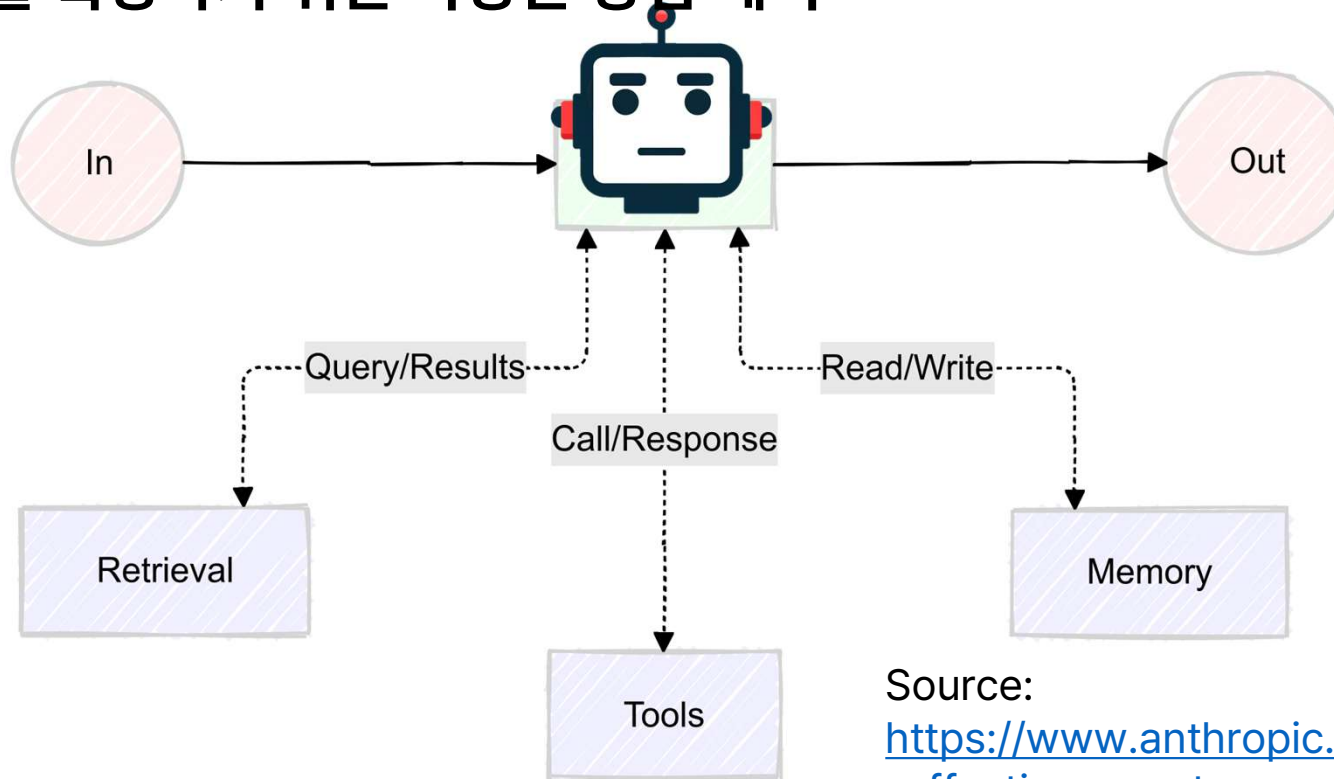 In
Out
Query/Results
Read/Write
Call/Response
Retrieval
Memory
Tools
Source:
https://www.anthropic.